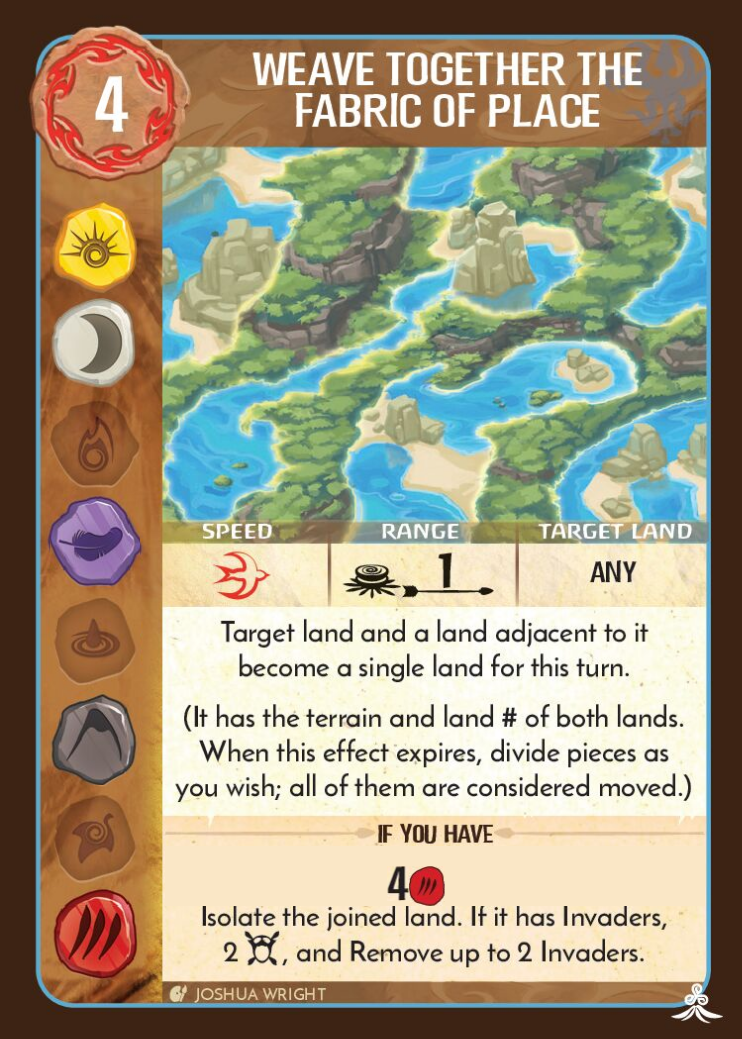 4
WEAVE TOGETHER THE
FABRIC OF PLACE
SPEED RANGE TARGET LAND
1 ANY
Target land and a land adjacent to it
become a single land for this turn.
(It has the terrain and land # of both lands.
When this effect expires, divide pieces as
you wish; all of them are considered moved.)
IF YOU HAVE
4
Isolate the joined land. If it has Invaders,
2 , and Remove up to 2 Invaders.
JOSHUA WRIGHT